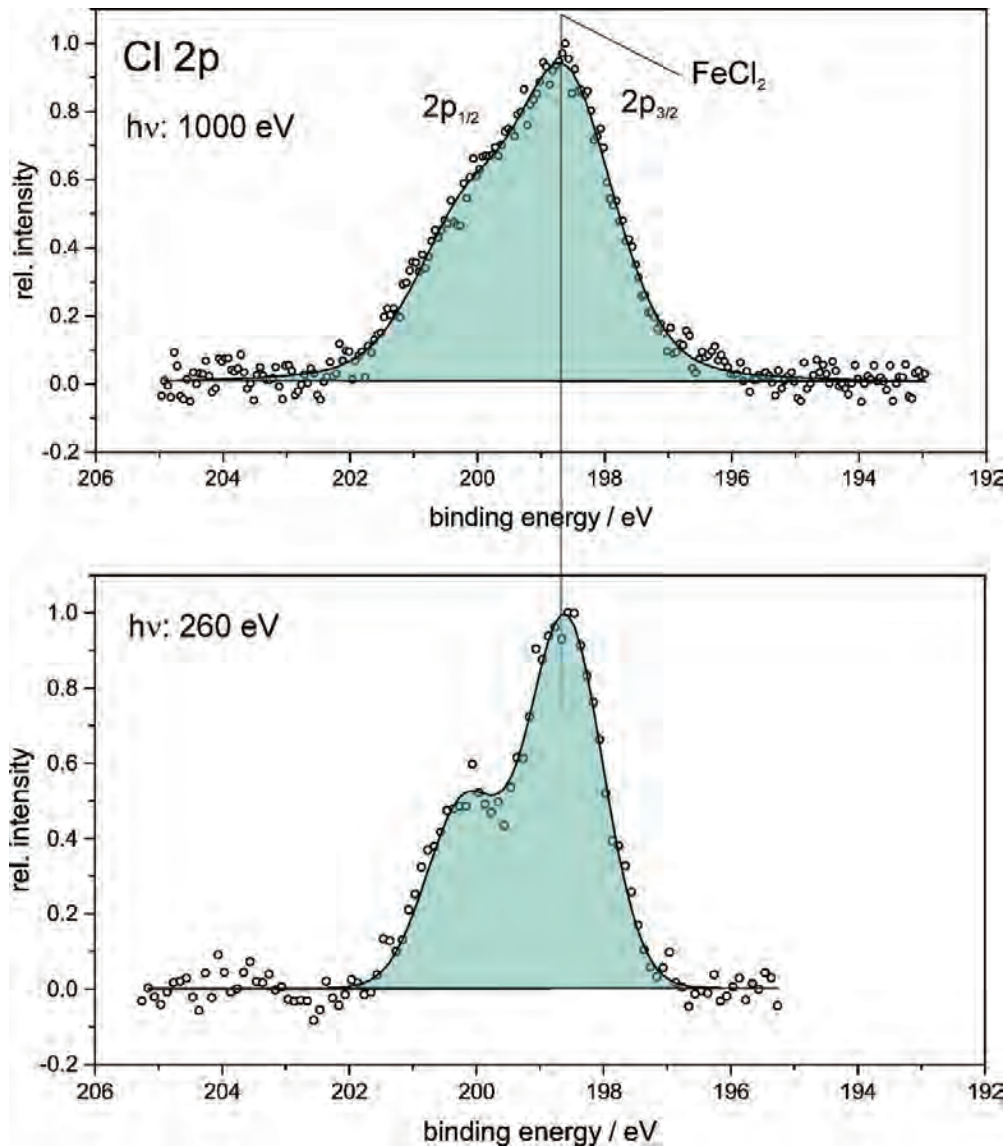 Cl 2p
hν: 1000 eV
2p1/2
2p3/2
FeCl2
rel. intensity
1.0
0.8
0.6
0.4
0.2
0.0
-0.2
206 204 202 200 198 196 194 192
binding energy / eV
hν: 260 eV
rel. intensity
1.0
0.8
0.6
0.4
0.2
0.0
-0.2
206 204 202 200 198 196 194 192
binding energy / eV